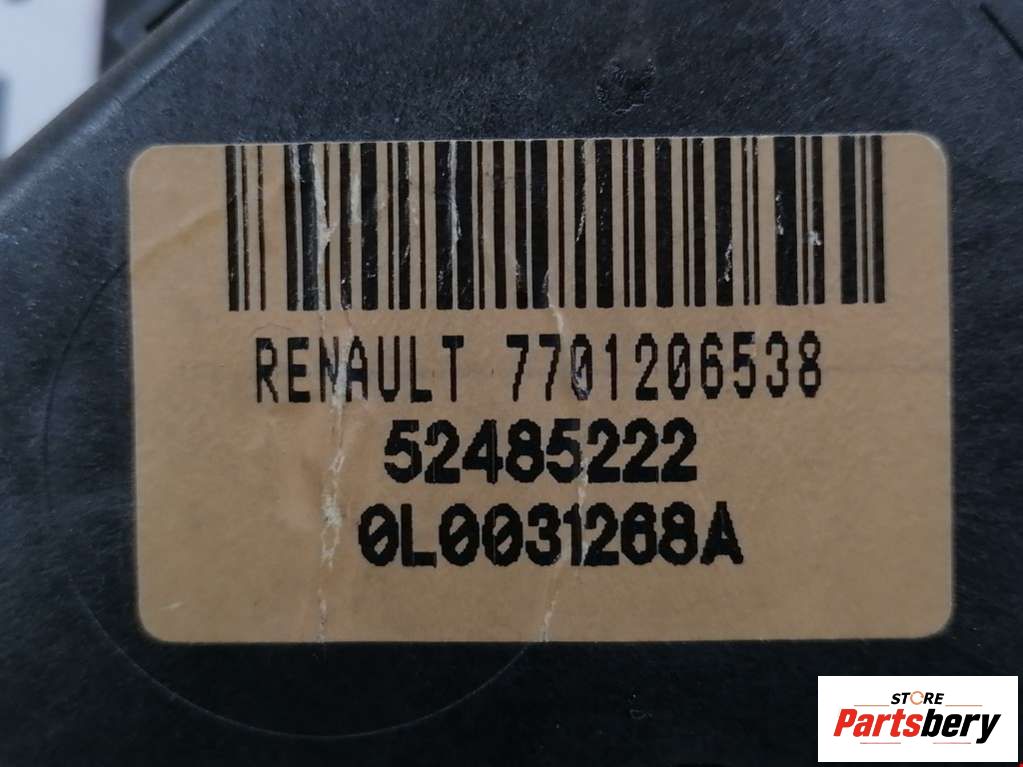 RENAULT 7701206538
52485222
0L0031268A
STORE
Partsbery